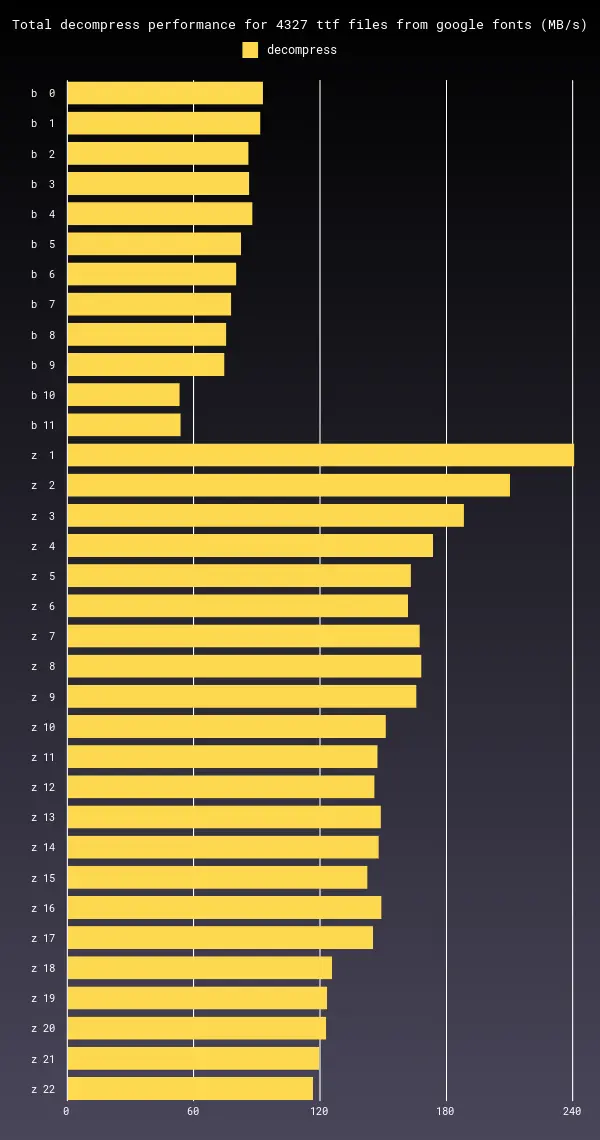 Total decompress performance for 4327 ttf files from google fonts (MB/s)
decompress
b 0
b 1
b 2
b 3
b 4
b 5
b 6
b 7
b 8
b 9
b 10
b 11
z 1
z 2
z 3
z 4
z 5
z 6
z 7
z 8
z 9
z 10
z 11
z 12
z 13
z 14
z 15
z 16
z 17
z 18
z 19
z 20
z 21
z 22
0 60 120 180 240